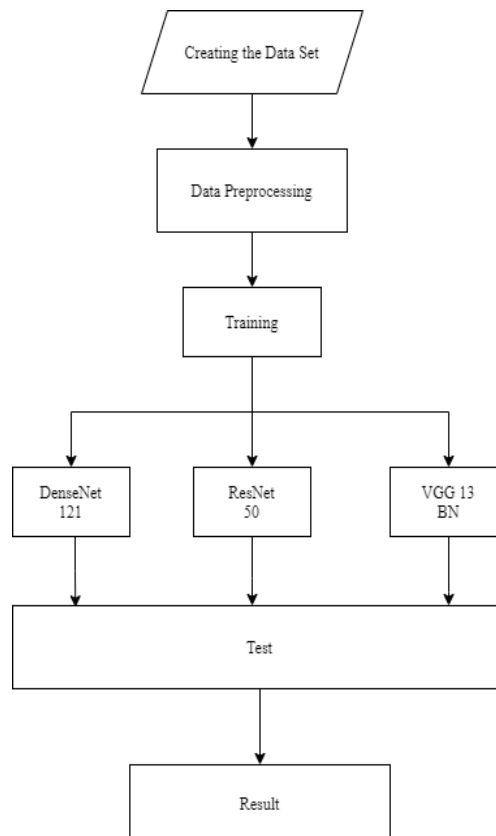 Creating the Data Set
Data Preprocessing
Training
DenseNet
121
ResNet
50
VGG 13
BN
Test
Result